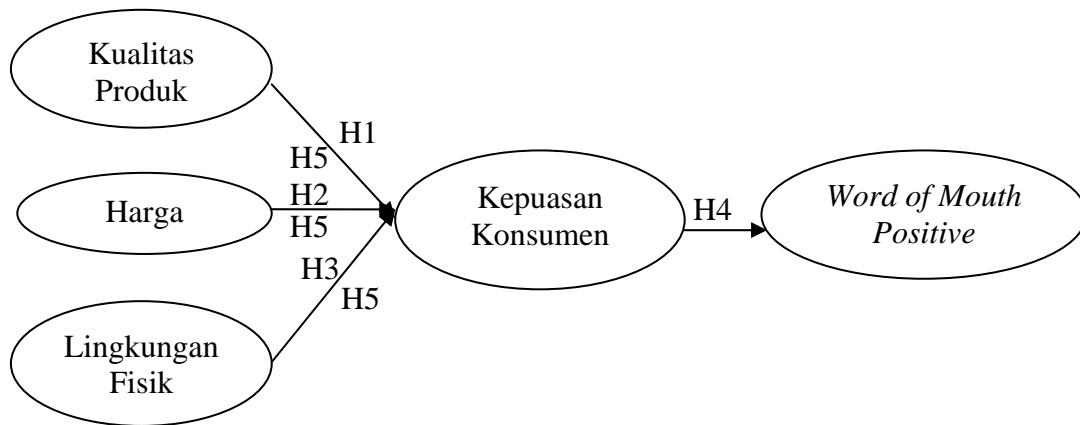 Kualitas
Produk
H1
H5
Harga
H2
H5
Kepuasan
Konsumen
H4
Word of Mouth
Positive
H3
H5
Lingkungan
Fisik